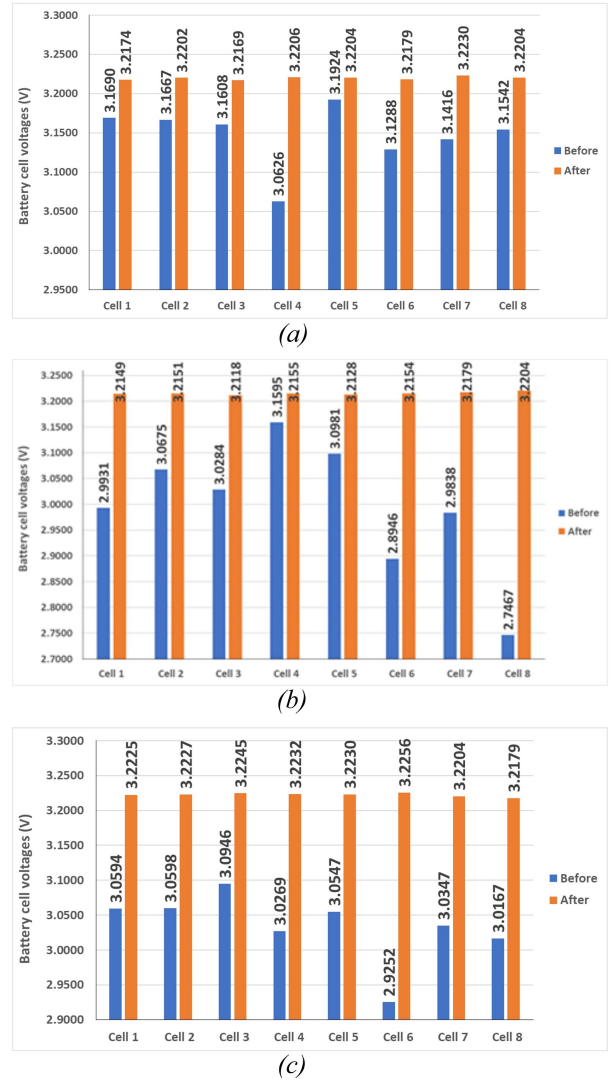 3.3000
3.2500
3.2000
3.1500
3.1000
3.0500
3.0000
2.9500
Battery cell voltages (V)
3.1690 3.2174 3.1667 3.2202 3.1608 3.2169 3.0626 3.2206 3.1924 3.2204 3.1288 3.2179 3.1416 3.2230 3.1542 3.2204
Cell 1 Cell 2 Cell 3 Cell 4 Cell 5 Cell 6 Cell 7 Cell 8
Before
After
(a)
3.2500
3.2000
3.1500
3.1000
3.0500
3.0000
2.9500
2.9000
2.8500
2.8000
2.7500
2.7000
Battery cell voltages (V)
2.9931 3.2149 3.0675 3.2151 3.0284 3.2118 3.1595 3.2155 3.0981 3.2128 2.8946 3.2154 2.9838 3.2179 2.7467 3.2204
Cell 1 Cell 2 Cell 3 Cell 4 Cell 5 Cell 6 Cell 7 Cell 8
Before
After
(b)
3.3000
3.2500
3.2000
3.1500
3.1000
3.0500
3.0000
2.9500
2.9000
Battery cell voltages (V)
3.0594 3.2225 3.0598 3.2227 3.0946 3.2245 3.0269 3.2232 3.0547 3.2230 2.9252 3.2256 3.0347 3.2204 3.0167 3.2179
Cell 1 Cell 2 Cell 3 Cell 4 Cell 5 Cell 6 Cell 7 Cell 8
Before
After
(c)